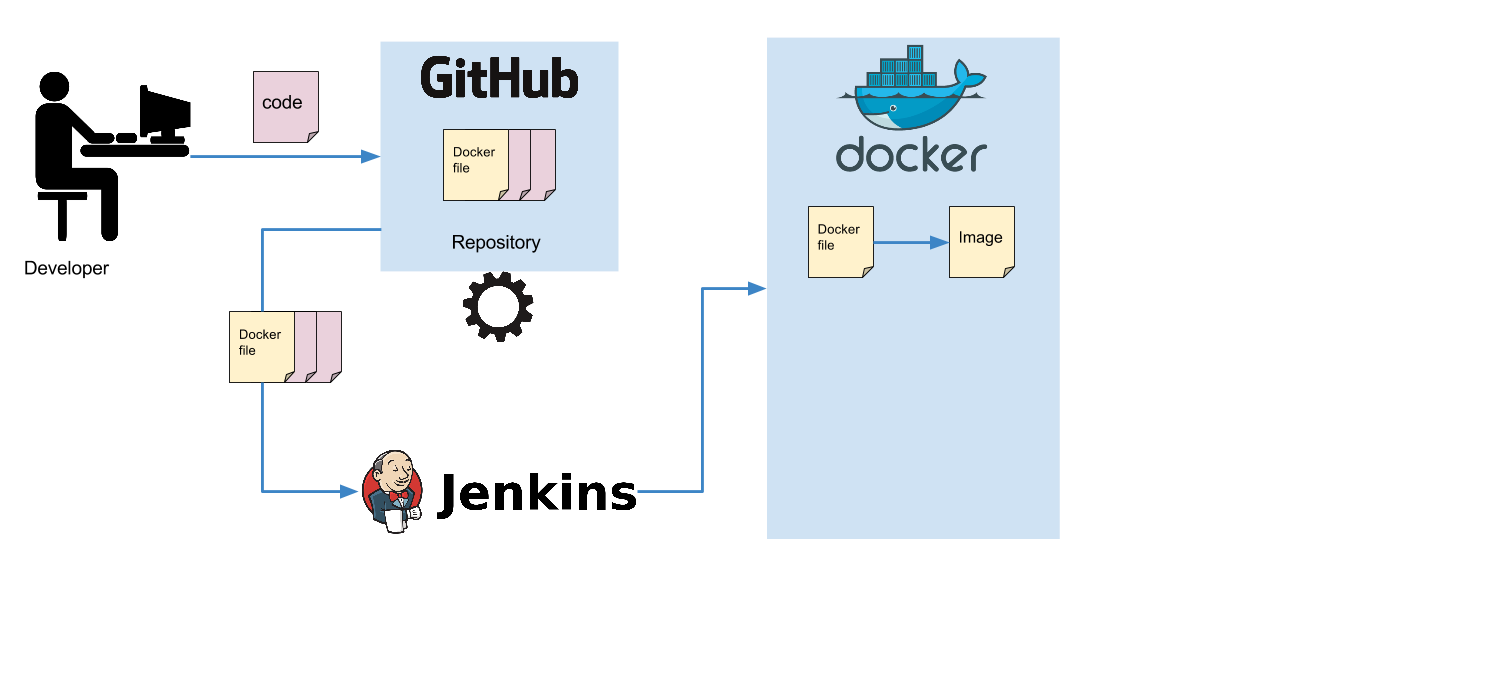 code
GitHub
Docker
file
Repository
Developer
Docker
file
Jenkins
docker
Docker
file
Image